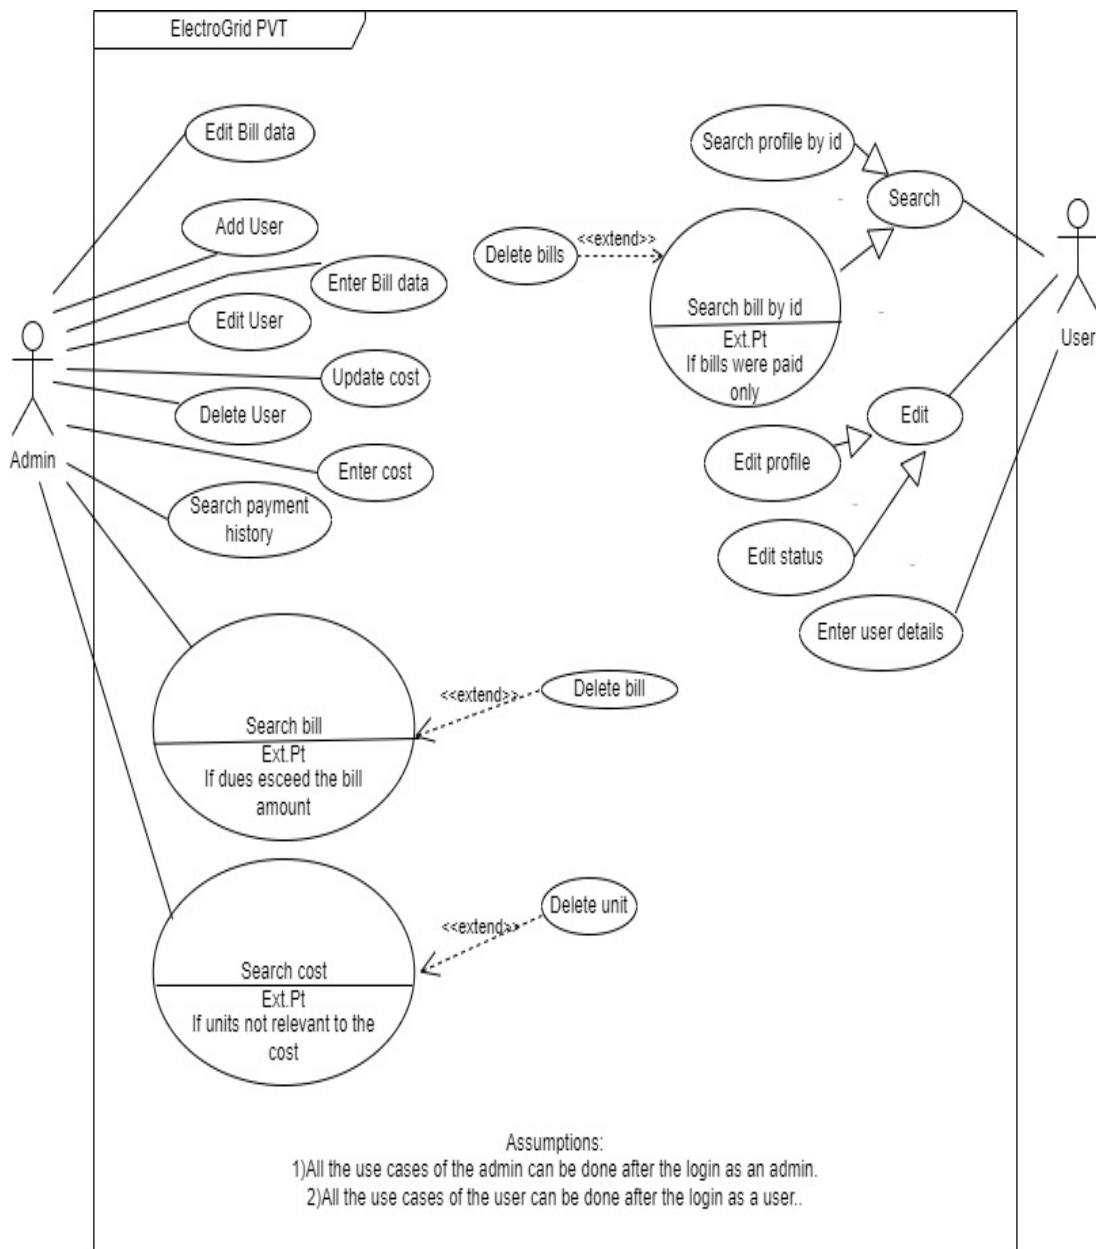 ElectroGrid PVT
Edit Bill data
Search profile by id
Add User
Search
<<extend>>
Delete bills
Enter Bill data
Search bill by id
Edit User
Ext.Pt
If bills were paid
only
User
Update cost
Delete User
Edit
Admin
Enter cost
Edit profile
Search payment
history
Edit status
Enter user details
<<extend>>
Delete bill
Search bill
Ext.Pt
If dues esceed the bill
amount
Delete unit
<<extend>>
Search cost
Ext.Pt
If units not relevant to the
cost
Assumptions:
1)All the use cases of the admin can be done after the login as an admin.
2)All the use cases of the user can be done after the login as a user..